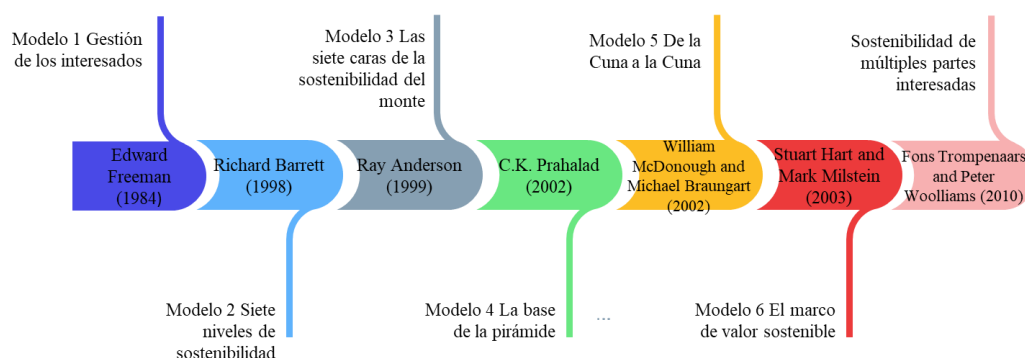 Modelo 1 Gestión
de los interesados
Modelo 3 Las
siete caras de la
sostenibilidad del
monte
Modelo 5 De la
Cuna a la Cuna
Sostenibilidad de
múltiples partes
interesadas
Edward
Freeman
(1984)
Richard Barrett
(1998)
Ray Anderson
(1999)
C.K. Prahalad
(2002)
William
McDonough and
Michael Braungart
(2002)
Stuart Hart and
Mark Milstein
(2003)
Fons Trompenaars
and Peter
Woolliams (2010)
Modelo 2 Siete
niveles de
sostenibilidad
Modelo 4 La base
de la pirámide
...
Modelo 6 El marco
de valor sostenible